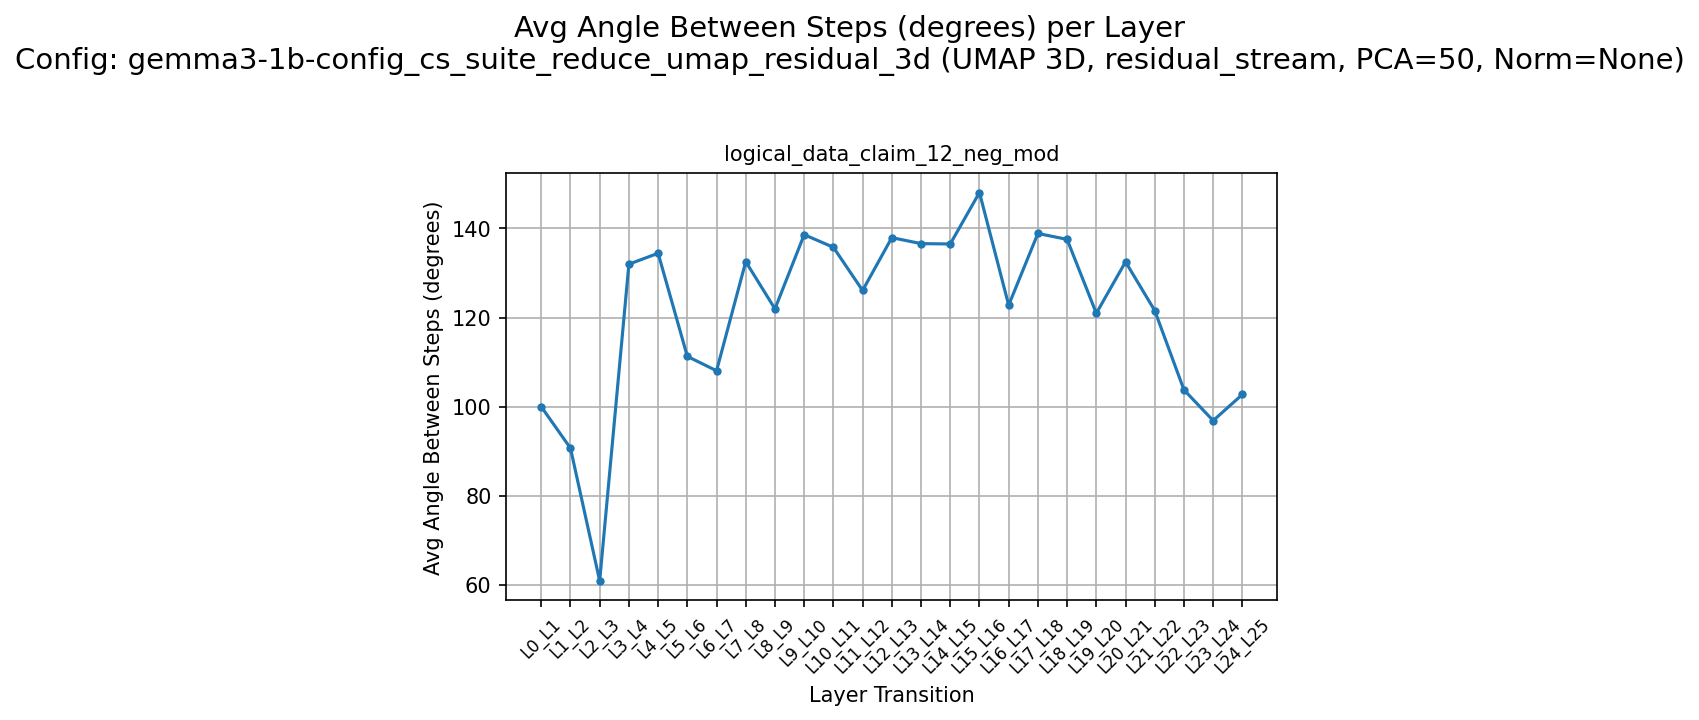 Avg Angle Between Steps (degrees) per Layer
Config: gemma3-1b-config_cs_suite_reduce_umap_residual_3d (UMAP 3D, residual_stream, PCA=50, Norm=None)
logical_data_claim_12_neg_mod
Avg Angle Between Steps (degrees)
140
120
100
80
60
L0_L1
L1_L2
L2_L3
L3_L4
L4_L5
L5_L6
L6_L7
L7_L8
L8_L9
L9_L10
L10_L11
L11_L12
L12_L13
L13_L14
L14_L15
L15_L16
L16_L17
L17_L18
L18_L19
L19_L20
L20_L21
L21_L22
L22_L23
L23_L24
L24_L25
Layer Transition